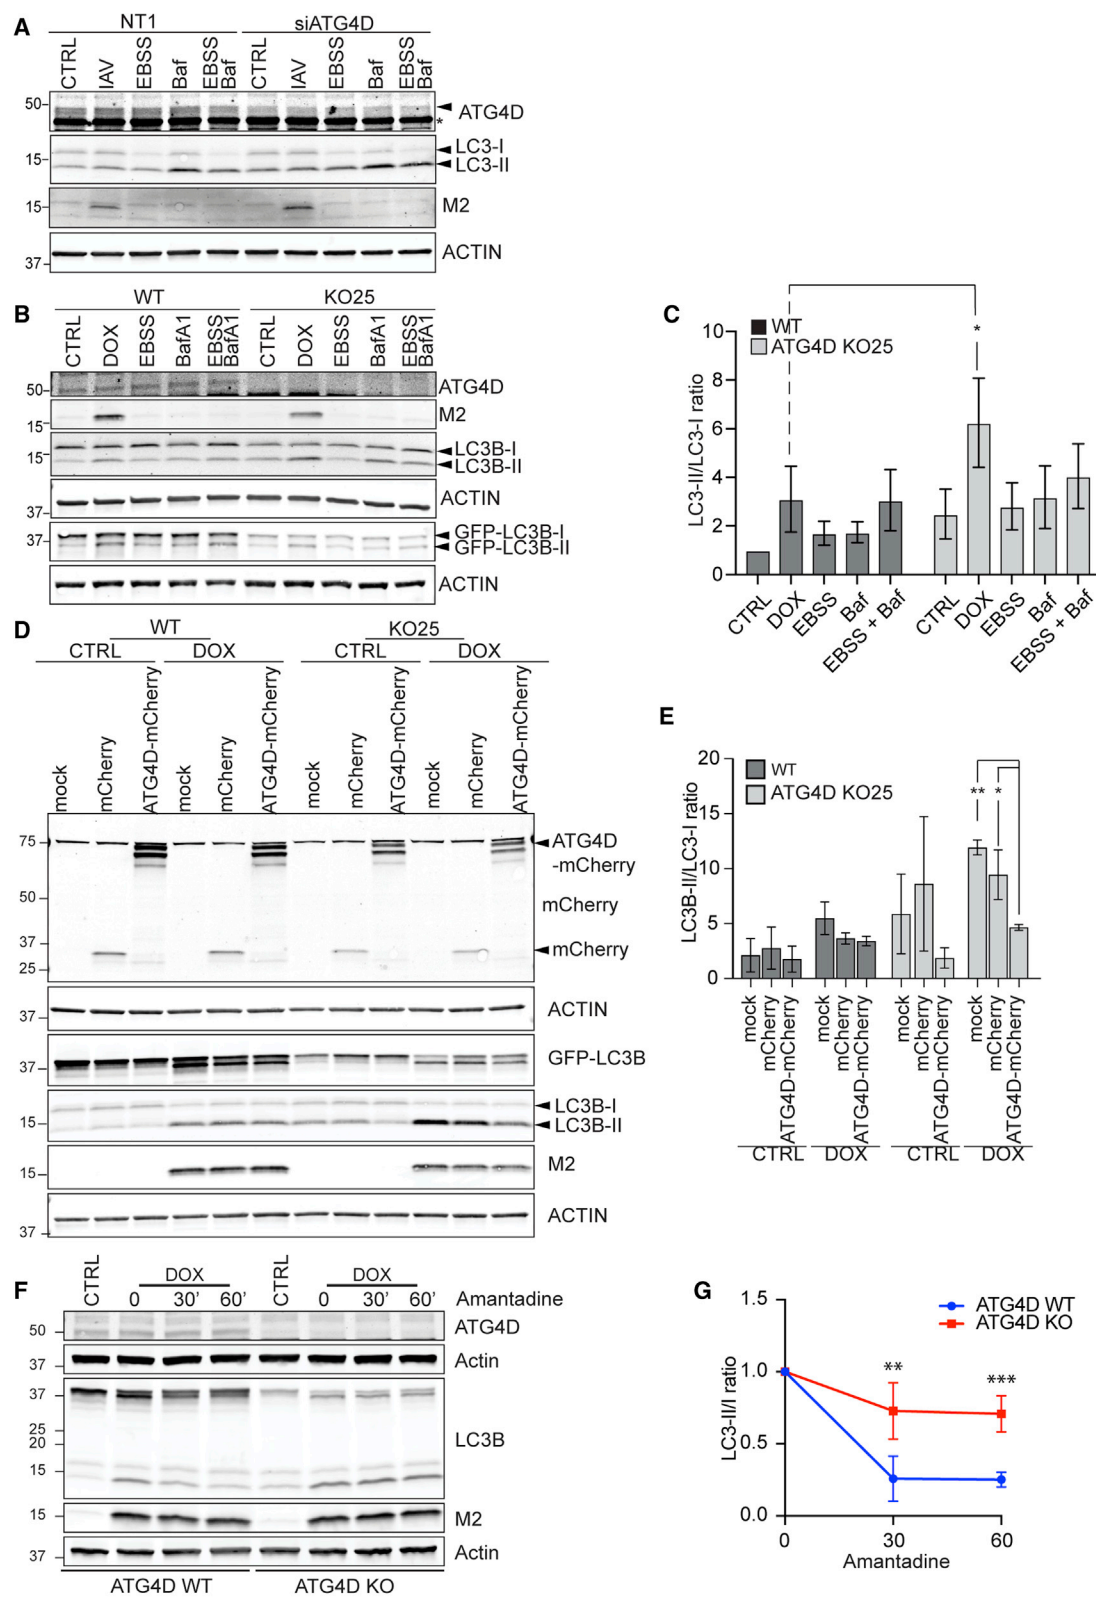 A
NT1 siATG4D
CTRL IAV EBSS Baf EBSS Baf CTRL IAV EBSS Baf EBSS Baf
50 ATG4D
*
LC3-I
15 LC3-II
15 M2
ACTIN
37
B
WT KO25
CTRL DOX EBSS BafA1 EBSS BafA1 CTRL DOX EBSS BafA1 EBSS BafA1
50 ATG4D
M2
15
15 LC3B-I
LC3B-II
ACTIN
37
GFP-LC3B-I
37 GFP-LC3B-II
ACTIN
C
WT
ATG4D KO25
*
LC3-II/LC3-I ratio
10
8
6
4
2
0
CTRL DOX EBSS Baf EBSS + Baf CTRL DOX EBSS Baf EBSS + Baf
D
WT KO25
CTRL DOX CTRL DOX
mock mCherry ATG4D-mCherry mock mCherry ATG4D-mCherry mock mCherry ATG4D-mCherry mock mCherry ATG4D-mCherry
75 ATG4D
-mCherry
50 mCherry
37 mCherry
25
ACTIN
37
GFP-LC3B
37
LC3B-I
15 LC3B-II
M2
15
ACTIN
37
E
WT
ATG4D KO25
** *
LC3B-II/LC3-I ratio
20
15
10
5
0
mock mCherry ATG4D-mCherry mock mCherry ATG4D-mCherry mock mCherry ATG4D-mCherry mock mCherry ATG4D-mCherry
CTRL DOX CTRL DOX
F
CTRL DOX CTRL DOX
0 30' 60' 0 30' 60' Amantadine
50 ATG4D
37 Actin
37
25
20 LC3B
15
15 M2
37 Actin
ATG4D WT ATG4D KO
G
ATG4D WT
ATG4D KO
** ***
LC3-II/I ratio
1.5
1.0
0.5
0.0
0 30 60
Amantadine